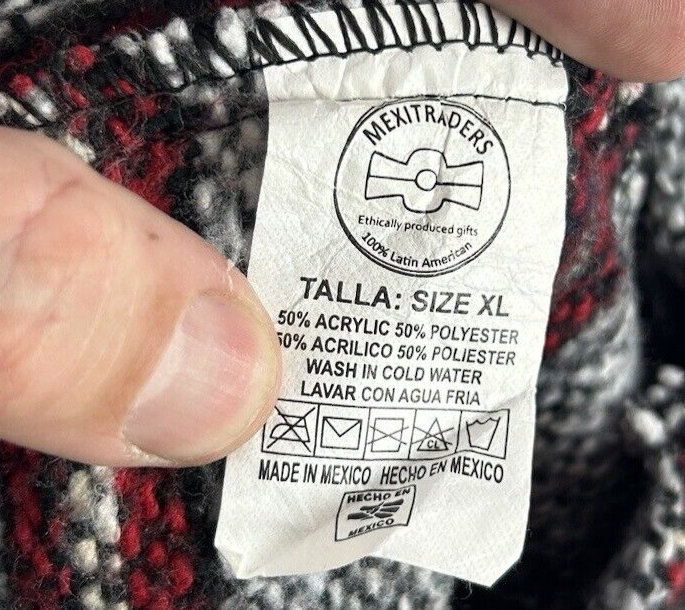 MEXITRADERS
Ethically produced gifts
100% Latin American
TALLA: SIZE XL
50% ACRYLIC 50% POLYESTER
50% ACRILICO 50% POLIESTER
WASH IN COLD WATER
LAVAR CON AGUA FRIA
CL
MADE IN MEXICO HECHO EN MEXICO
HECHO EN
MEXICO